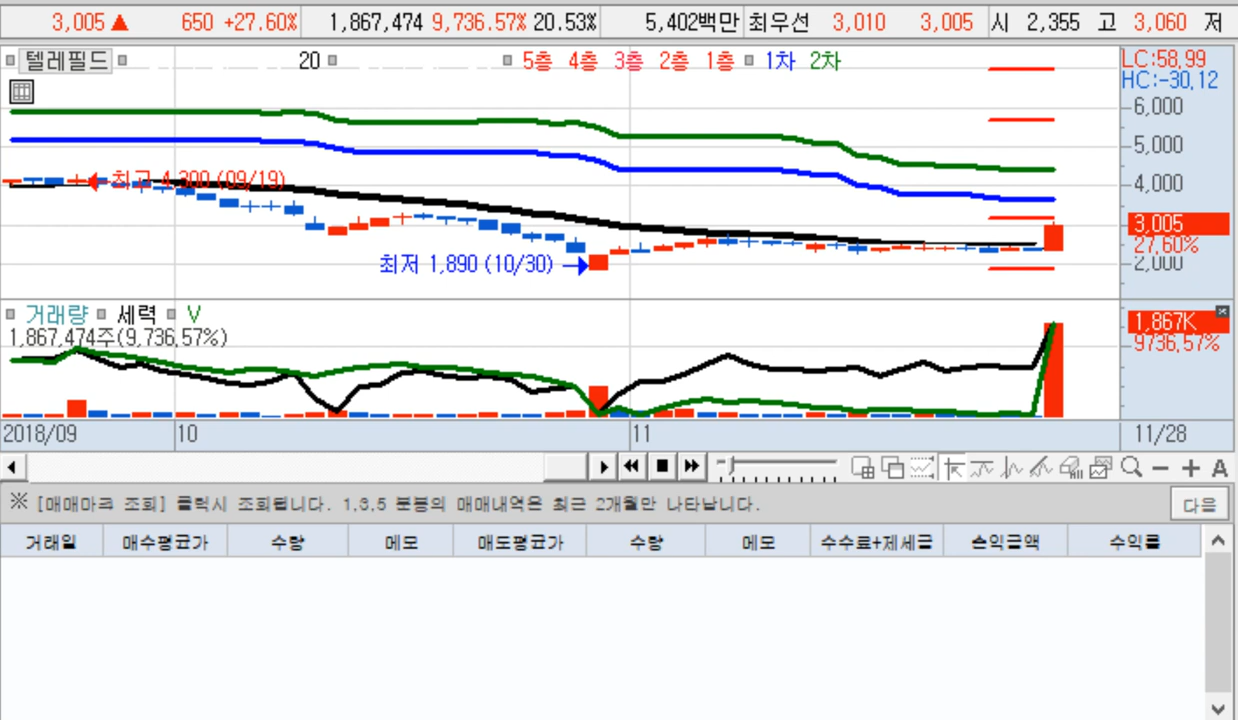 3,005 ▲ 650 +27.60% 1,867,474 9,736.57% 20.53% 5,402백만 최우선 3,010 3,005 시 2,355 고 3,060 저
텔레필드 20 5층 4층 3층 2층 1층 1차 2차 LC:58.99
HC:-30.12
6,000
5,000
최고 4,300 (09/19) 4,000
3,005
27.60%
최저 1,890 (10/30) 2,000
거래량 세력 V
1,867K
1,867,474주(9,736.57%) 9736.57%
2018/09 10 11 11/28
A
※ [매매마크 조회] 클릭시 조회됩니다. 1.3.5 분봉의 매매내역은 최근 2개월만 나타납니다. 다음
거래일 매수평균가 수량 메모 매도평균가 수량 메모 수수료+제세금 손익금액 수익률